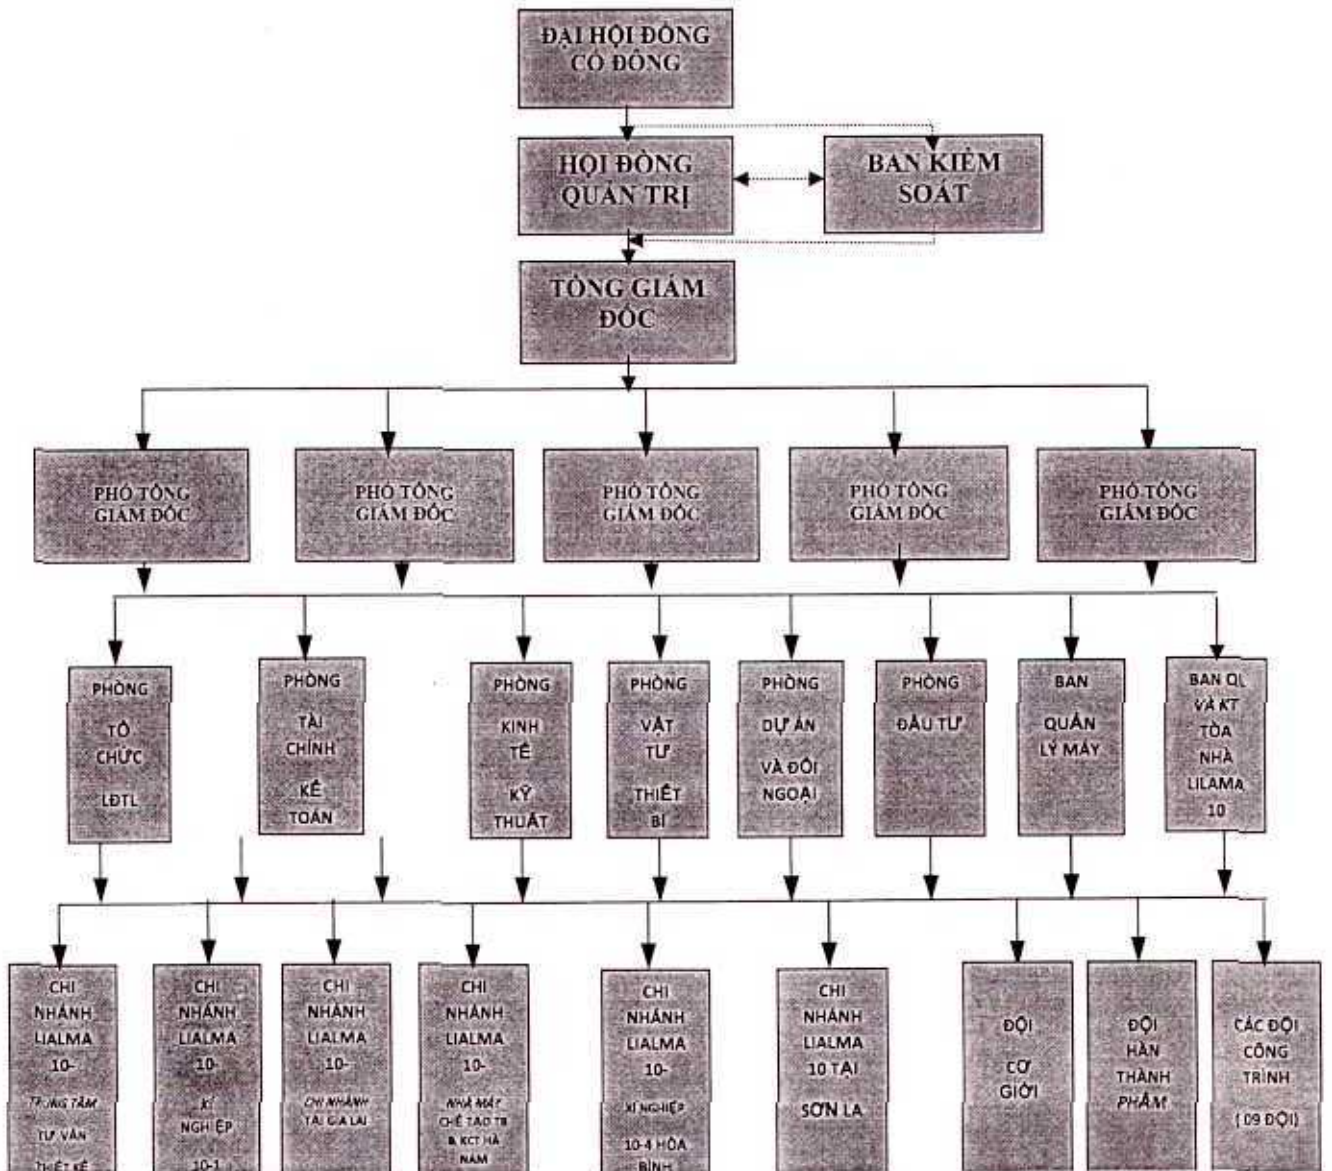 ĐẠI HỘI ĐỒNG
CỔ ĐÔNG
HỘI ĐỒNG
QUẢN TRỊ
BAN KIỂM
SOÁT
TỔNG GIÁM
ĐỐC
PHÓ TỔNG
GIÁM ĐỐC
PHÓ TỔNG
GIÁM ĐỐC
PHÓ TỔNG
GIÁM ĐỐC
PHÓ TỔNG
GIÁM ĐỐC
PHÓ TỔNG
GIÁM ĐỐC
PHÒNG
TỔ
CHỨC
LĐTL
PHÒNG
TÀI
CHÍNH
KẾ
TOÁN
PHÒNG
KINH
TẾ
KỸ
THUẬT
PHÒNG
VẬT
TƯ
THIẾT
BỊ
PHÒNG
DỰ ÁN
VÀ ĐỐI
NGOẠI
PHÒNG
ĐẦU TƯ
BAN
QUẢN
LÝ MÁY
BAN QL
VÀ KT
TÒA
NHÀ
LILAMA
10
CHI
NHÁNH
LIALMA
10-
TRUNG TÂM
TƯ VẤN
THIẾT KẾ
CHI
NHÁNH
LIALMA
10-
XÍ
NGHIỆP
10-1
CHI
NHÁNH
LIALMA
10-
CHI NHÁNH
TẠI GIA LAI
CHI
NHÁNH
LIALMA
10-
NHÀ MÁY
CHẾ TẠO TB
& KCT HÀ
NAM
CHI
NHÁNH
LIALMA
10-
XÍ NGHIỆP
10-4 HÒA
BÌNH
CHI
NHÁNH
LIALMA
10 TẠI
SƠN LA
ĐỘI
CƠ
GIỚI
ĐỘI
HÀN
THÀNH
PHẨM
CÁC ĐỘI
CÔNG
TRÌNH
( 09 ĐỘI)